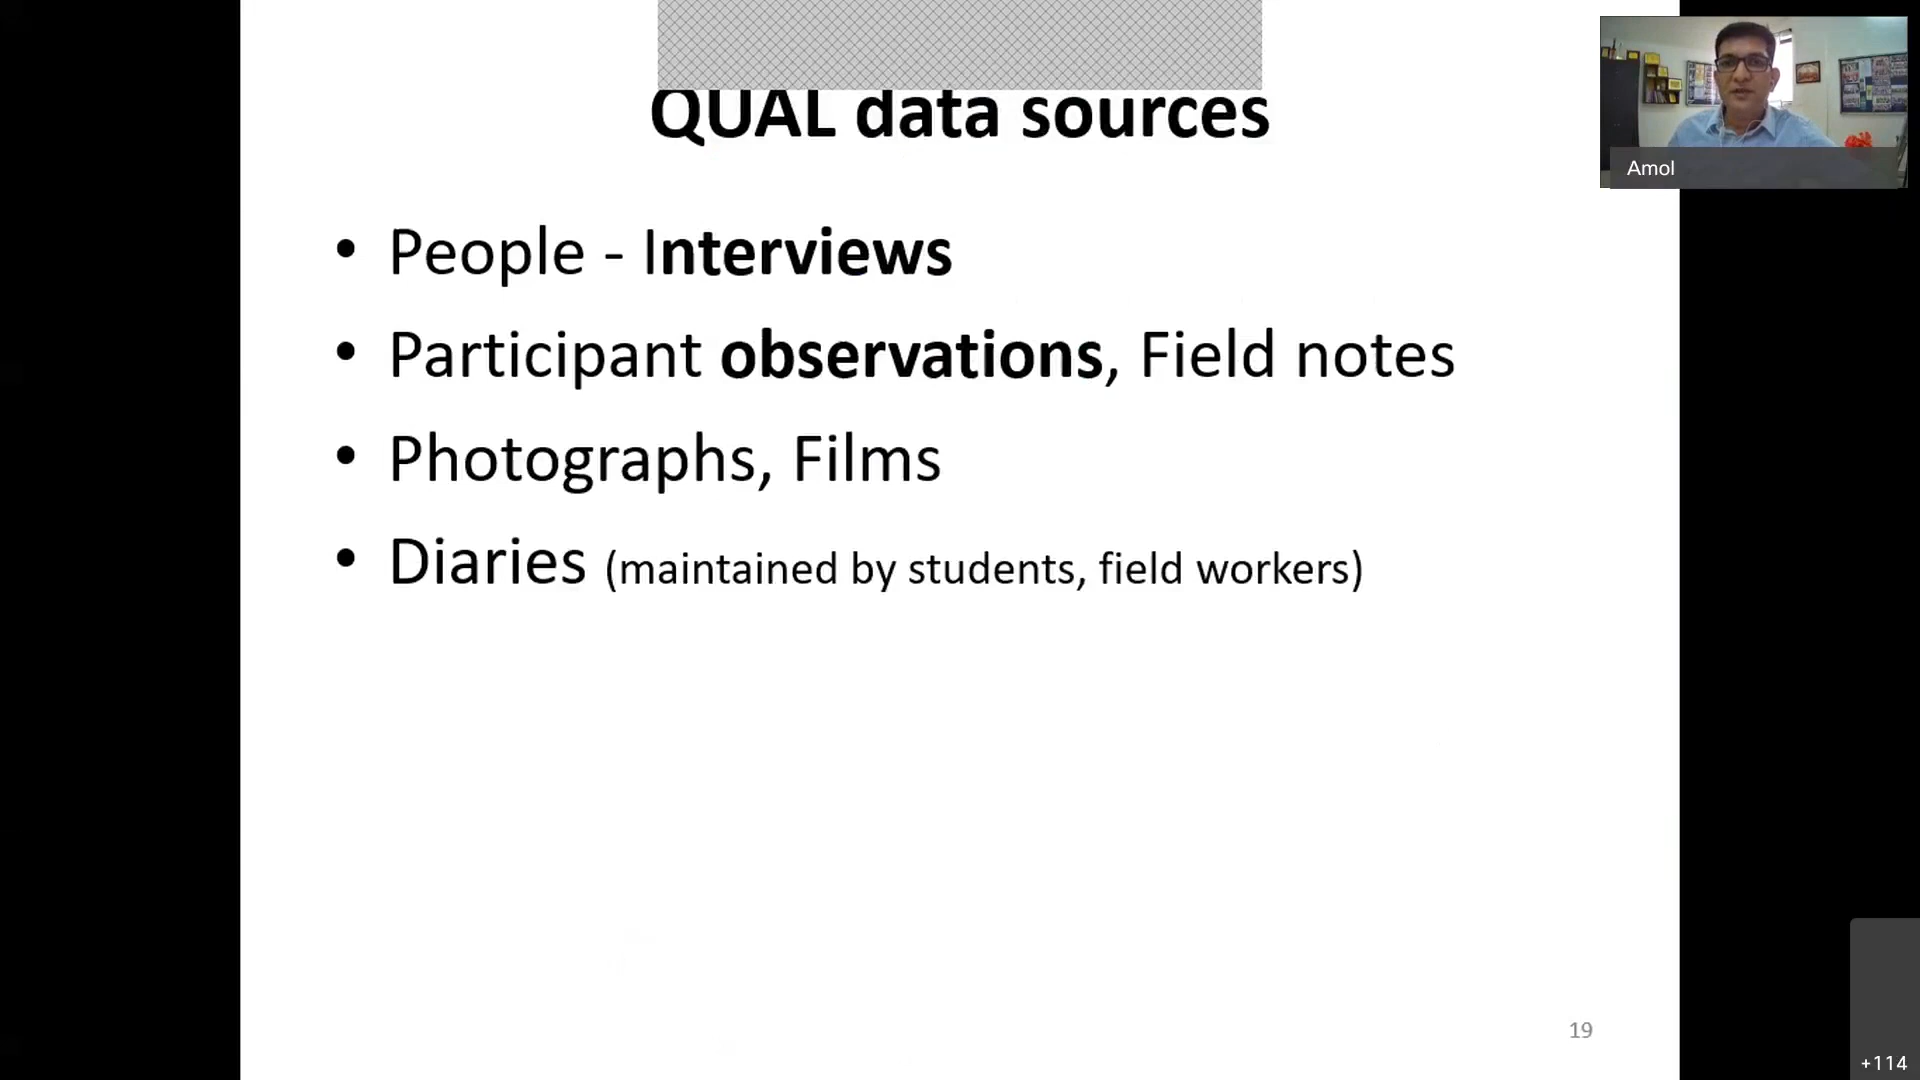 QUAL data sources
Amol
• People - Interviews
• Participant observations, Field notes
• Photographs, Films
• Diaries (maintained by students, field workers)
19
+114